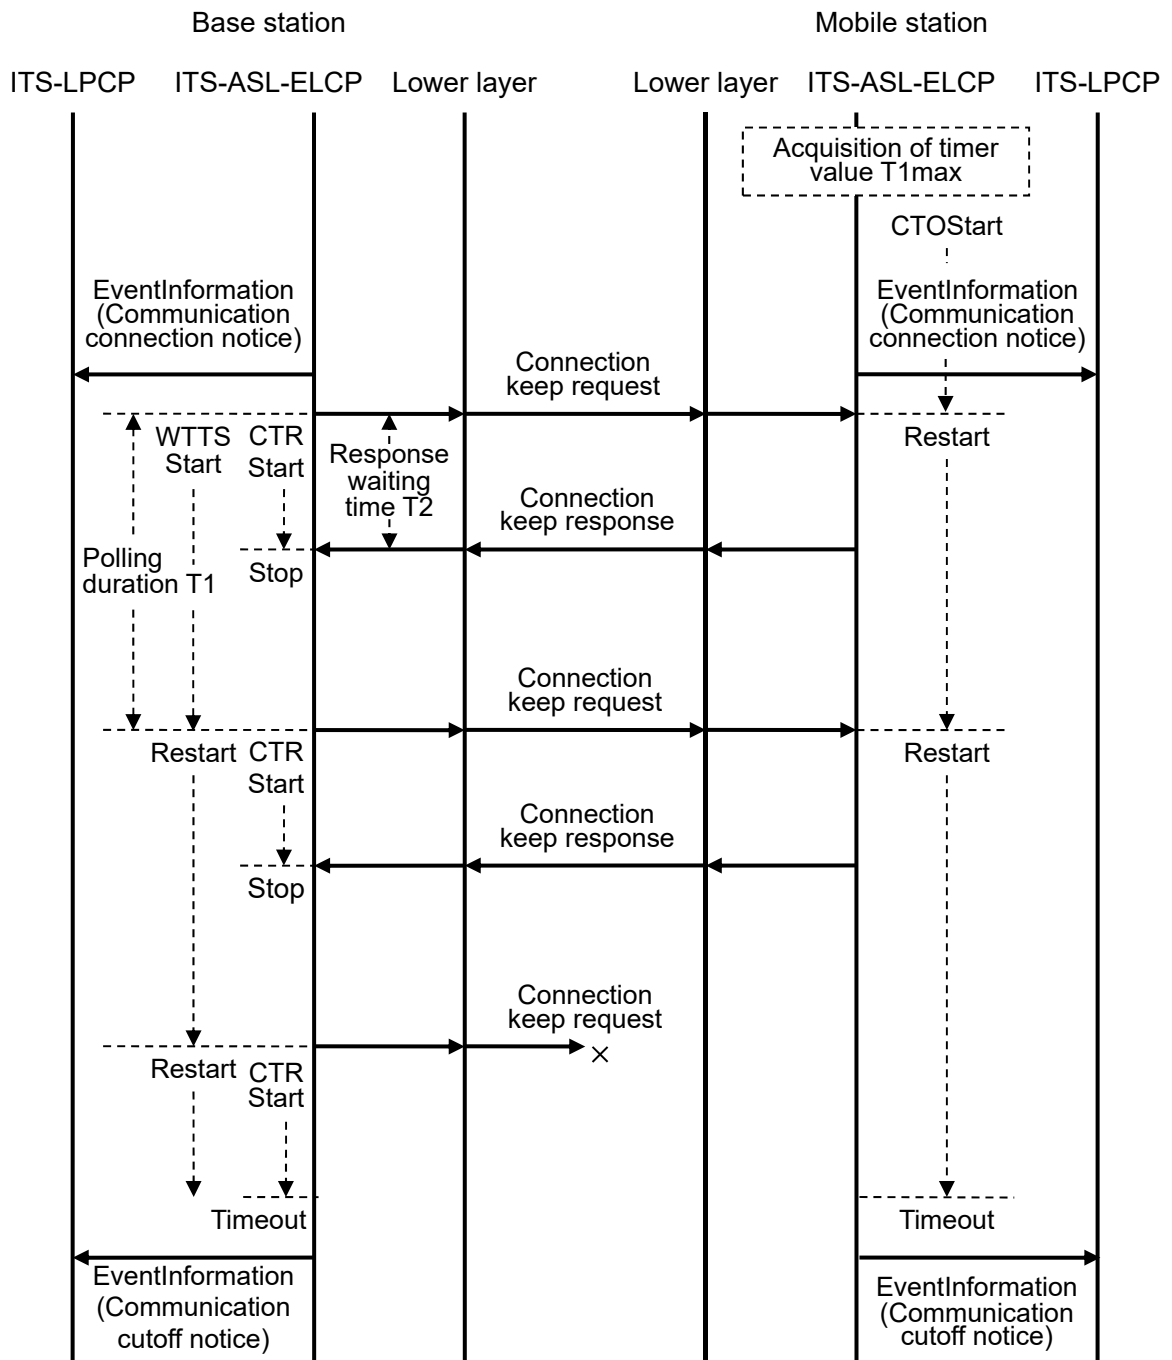 Base station
Mobile station
ITS-LPCP
ITS-ASL-ELCP
Lower layer
Lower layer
ITS-ASL-ELCP
ITS-LPCP
Acquisition of timer
value T1max
CTOStart
EventInformation
(Communication
connection notice)
EventInformation
(Communication
connection notice)
Connection
keep request
WTTS
Start
CTR
Start
Response
waiting
time T2
Restart
Connection
keep response
Polling
duration T1
Stop
Connection
keep request
Restart
CTR
Start
Restart
Connection
keep response
Stop
Connection
keep request
×
Restart
CTR
Start
Timeout
Timeout
EventInformation
(Communication
cutoff notice)
EventInformation
(Communication
cutoff notice)